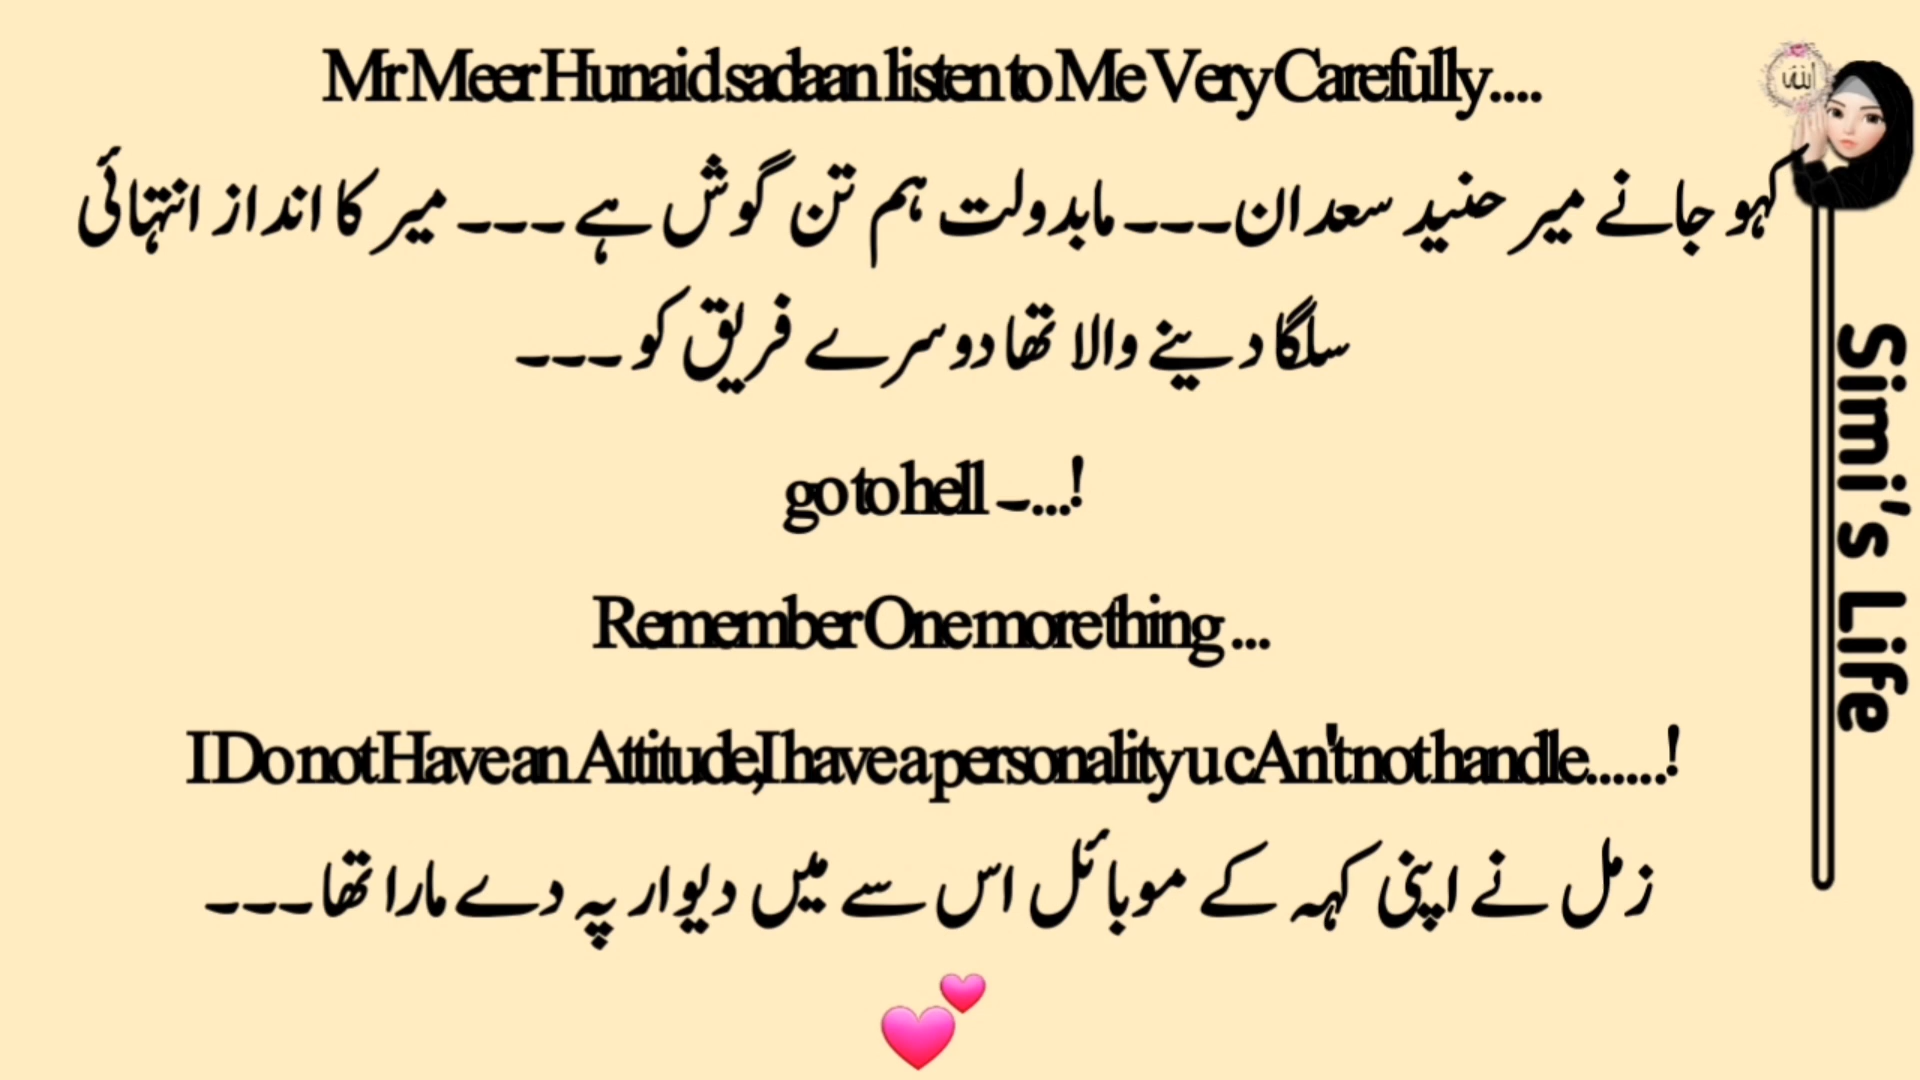 Mr Meer Hunaid sadaan listen to Me Very Carefully....
کہو جانے میر حنید سعدان۔۔۔ مابدولت ہم تن گوش ہے ۔۔۔ میر کا انداز انتہائی
سلگا دینے والا تھا دوسرے فریق کو ۔۔۔
go to hell ۔...!
Remember One more thing ...
I Do not Have an Attitude,I have a personality u cAn't not handle......!
زمل نے اپنی کہہ کے موبائل اس سے میں دیوار پہ دے مارا تھا ۔۔۔
الله
Simi's Life